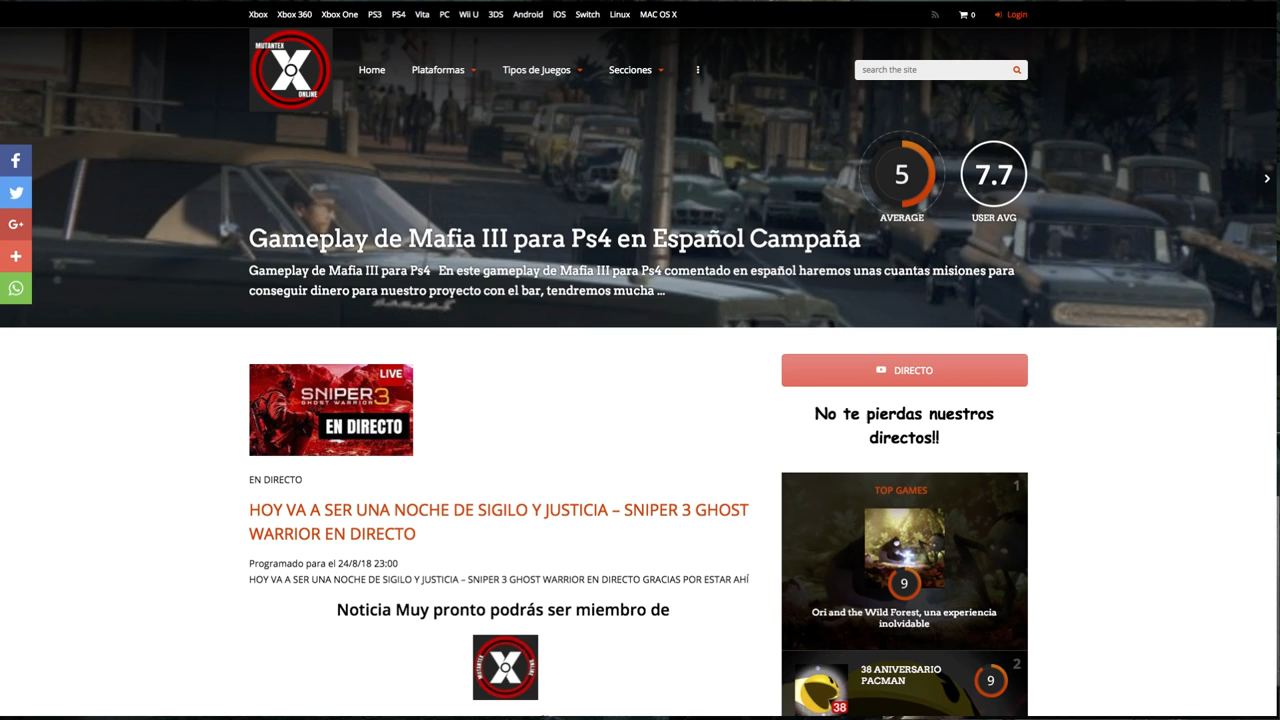 Xbox Xbox 360 Xbox One PS3 PS4 Vita PC Wii U 3DS Android iOS Switch Linux MAC OS X
0 Login
MUTANTEX
X
ONLINE
Home Plataformas Tipos de Juegos Secciones
search the site
5
AVERAGE
7.7
USER AVG
Gameplay de Mafia III para Ps4 en Español Campaña
Gameplay de Mafia III para Ps4 En este gameplay de Mafia III para Ps4 comentado en español haremos unas cuantas misiones para
conseguir dinero para nuestro proyecto con el bar, tendremos mucha ...
LIVE
SNIPER 3
GHOST WARRIOR
EN DIRECTO
EN DIRECTO
HOY VA A SER UNA NOCHE DE SIGILO Y JUSTICIA – SNIPER 3 GHOST
WARRIOR EN DIRECTO
Programado para el 24/8/18 23:00
HOY VA A SER UNA NOCHE DE SIGILO Y JUSTICIA – SNIPER 3 GHOST WARRIOR EN DIRECTO GRACIAS POR ESTAR AHÍ
Noticia Muy pronto podrás ser miembro de
MUTANTEX
X
ONLINE
DIRECTO
No te pierdas nuestros
directos!!
TOP GAMES
1
9
Ori and the Wild Forest, una experiencia
inolvidable
2
38 ANIVERSARIO
PACMAN
9
38